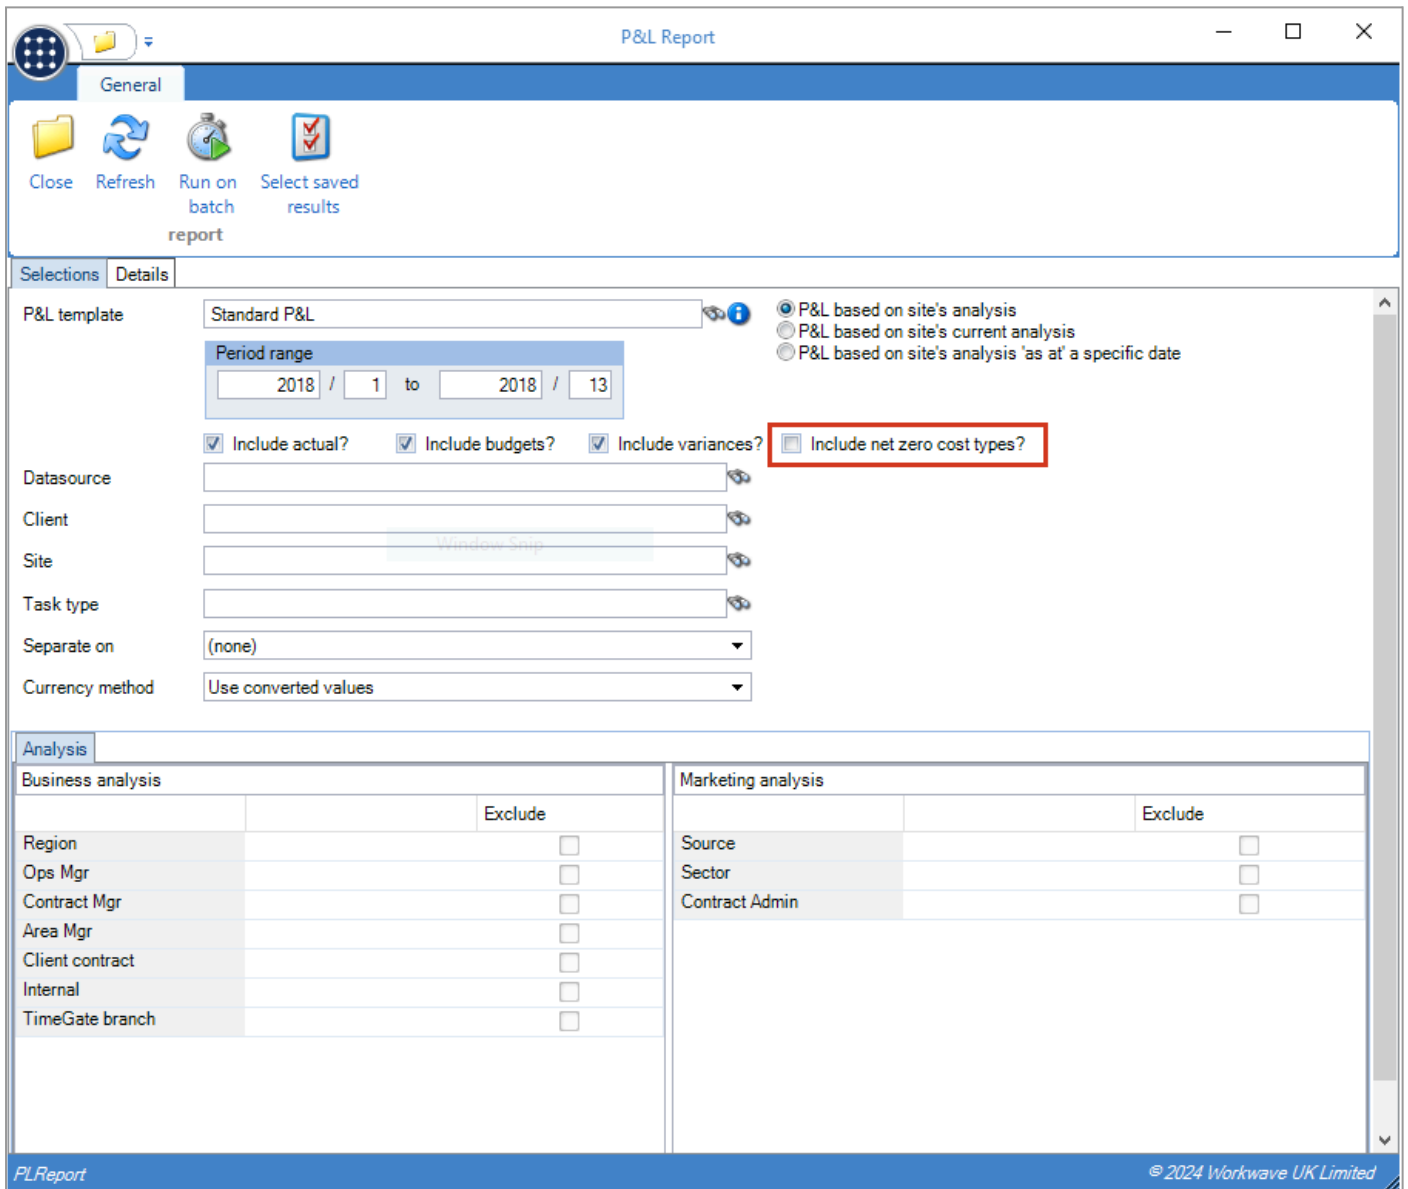 P&L Report
General
Close
Refresh
Run on
batch
Select saved
results
report
Selections
Details
P&L template
Standard P&L
P&L based on site's analysis
P&L based on site's current analysis
P&L based on site's analysis 'as at' a specific date
Period range
2018 / 1 to 2018 / 13
Include actual? Include budgets? Include variances? Include net zero cost types?
Datasource
Client
Window Snip
Site
Task type
Separate on (none)
Currency method Use converted values
Analysis
Business analysis
Exclude
Region
Ops Mgr
Contract Mgr
Area Mgr
Client contract
Internal
TimeGate branch
Marketing analysis
Exclude
Source
Sector
Contract Admin
PLReport
© 2024 Workwave UK Limited